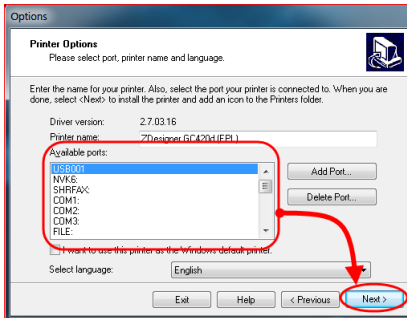 Options
Printer Options
Please select port, printer name and language.
Enter the name for your printer. Also, select the port your printer is connected to. When you are
done, select <Next> to install the printer and add an icon to the Printers folder.
Driver version: 2.7.03.16
Printer name: ZDesigner GC420d (EPL)
Available ports:
USB001
NVK6:
SHRFAX:
COM1:
COM2:
COM3:
FILE:
Add Port...
Delete Port...
I want to use this printer as the Windows default printer.
Select language: English
Exit Help < Previous Next >